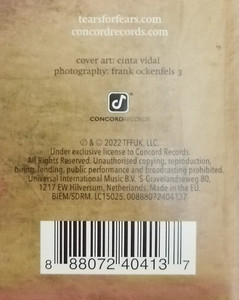 tearsforfears.com
concordrecords.com
cover art: cinta vidal
photography: frank ockenfels 3
CONCORDRECORDS
℗ & © 2022 TFFUK, LLC.
Under exclusive license to Concord Records.
All Rights Reserved. Unauthorised copying, reproduction,
hiring, lending, public performance and broadcasting prohibited.
Universal International Music B.V. 'S-Gravelandseweg 80,
1217 EW Hilversum, Netherlands. Made in the EU.
BIEM/SDRM. LC15025. 00888072404137
8 88072 40413 7